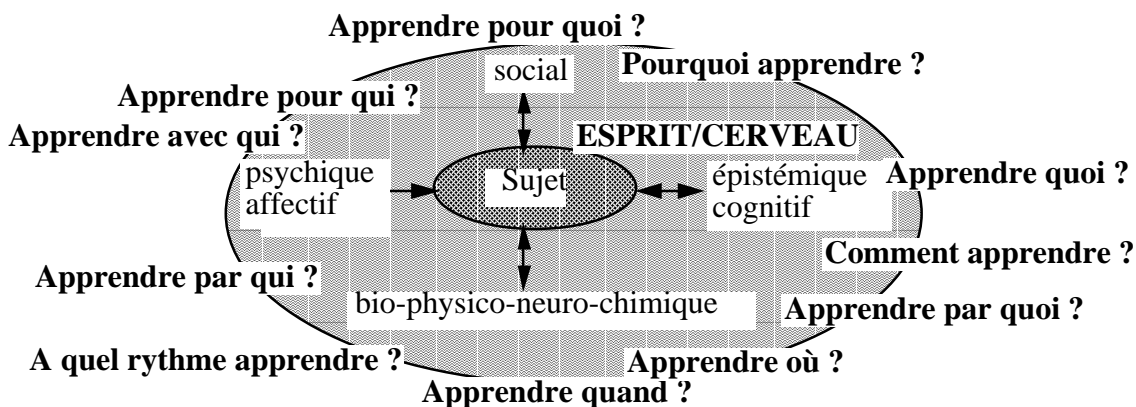 Apprendre pour quoi ?
Pourquoi apprendre ?
social
Apprendre pour qui ?
Apprendre avec qui ?
ESPRIT/CERVEAU
psychique
affectif
Sujet
épistémique
cognitif
Apprendre quoi ?
Comment apprendre ?
Apprendre par qui ?
bio-physico-neuro-chimique
Apprendre par quoi ?
A quel rythme apprendre ?
Apprendre où ?
Apprendre quand ?